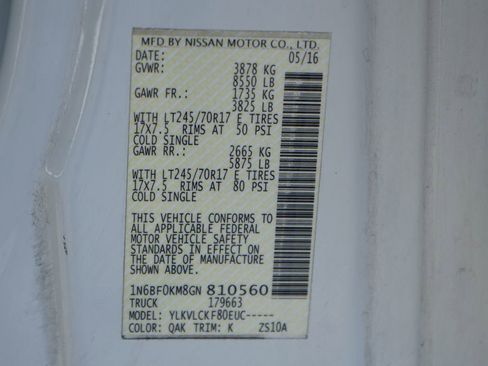 MFD BY NISSAN MOTOR CO., LTD.
DATE: 05/16
GVWR: 3878 KG
8550 LB
GAWR FR.: 1735 KG
3825 LB
WITH LT245/70R17 E TIRES
17X7.5 RIMS AT 50 PSI
COLD SINGLE
GAWR RR.: 2665 KG
5875 LB
WITH LT245/70R17 E TIRES
17X7.5 RIMS AT 80 PSI
COLD SINGLE
THIS VEHICLE CONFORMS TO
ALL APPLICABLE FEDERAL
MOTOR VEHICLE SAFETY
STANDARDS IN EFFECT ON
THE DATE OF MANUFACTURE
SHOWN ABOVE.
1N6BF0KM8GN 810560
TRUCK 179663
MODEL: YLKVLCKF80EUC-----
COLOR: QAK TRIM: K ZS10A